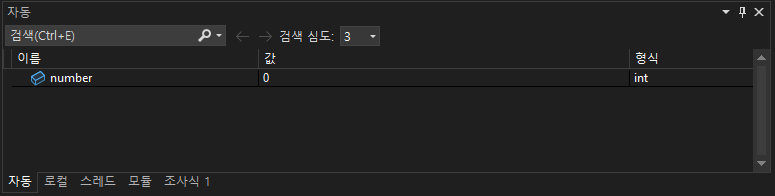 자동
검색(Ctrl+E) 검색 심도: 3
이름 값 형식
number 0 int
자동 로컬 스레드 모듈 조사식 1